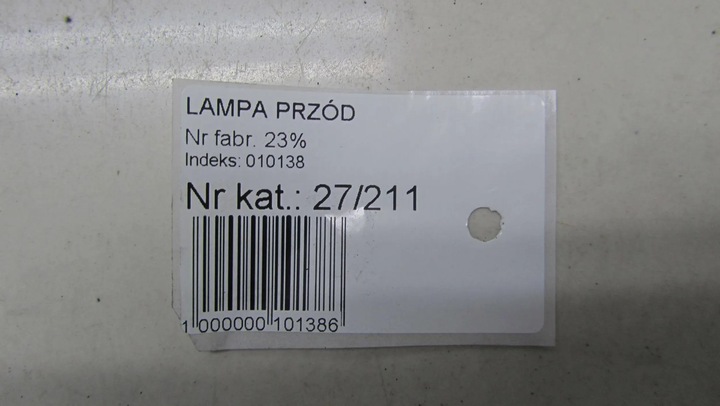 LAMPA PRZÓD
Nr fabr. 23%
Indeks: 010138
Nr kat.: 27/211
1 000000 101386